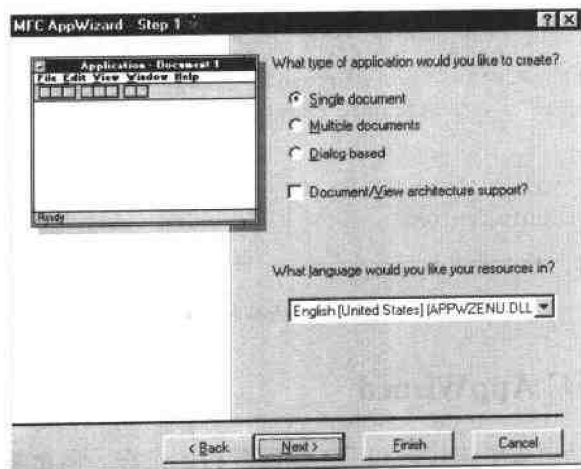 MFC AppWizard - Step 1
Application - Document 1
File Edit View Window Help
Ready
What type of application would you like to create?
Single document
Multiple documents
Dialog based
Document/View architecture support?
What language would you like your resources in?
English [United States] (APPWZENU.DLL
< Back
Next >
Finish
Cancel